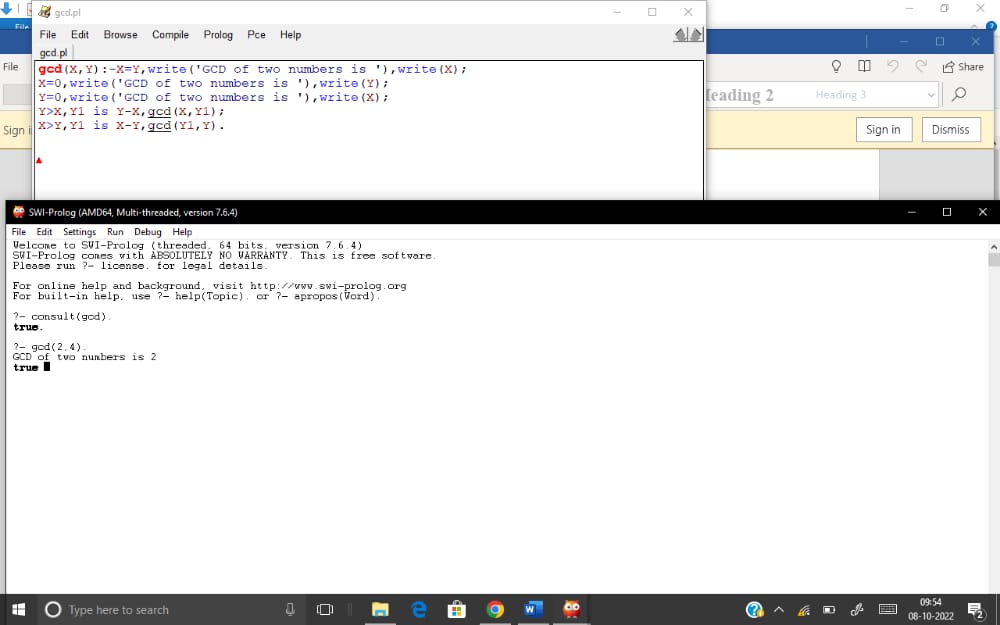 gcd.pl
File
File Edit Browse Compile Prolog Pce Help
gcd.pl
gcd(X,Y):-X=Y,write('GCD of two numbers is '),write(X);
X=0,write('GCD of two numbers is '),write(Y);
Y=0,write('GCD of two numbers is '),write(X);
Y>X,Y1 is Y-X,gcd(X,Y1);
X>Y,Y1 is X-Y,gcd(Y1,Y).
File
Share
eading 2 Heading 3
Sign i
Sign in Dismiss
SWI-Prolog (AMD64, Multi-threaded, version 7.6.4)
File Edit Settings Run Debug Help
Welcome to SWI-Prolog (threaded, 64 bits, version 7.6.4)
SWI-Prolog comes with ABSOLUTELY NO WARRANTY. This is free software.
Please run ?- license. for legal details.
For online help and background, visit http://www.swi-prolog.org
For built-in help, use ?- help(Topic). or ?- apropos(Word).
?- consult(gcd).
true.
?- gcd(2,4).
GCD of two numbers is 2
true
Type here to search
09:54
08-10-2022
2